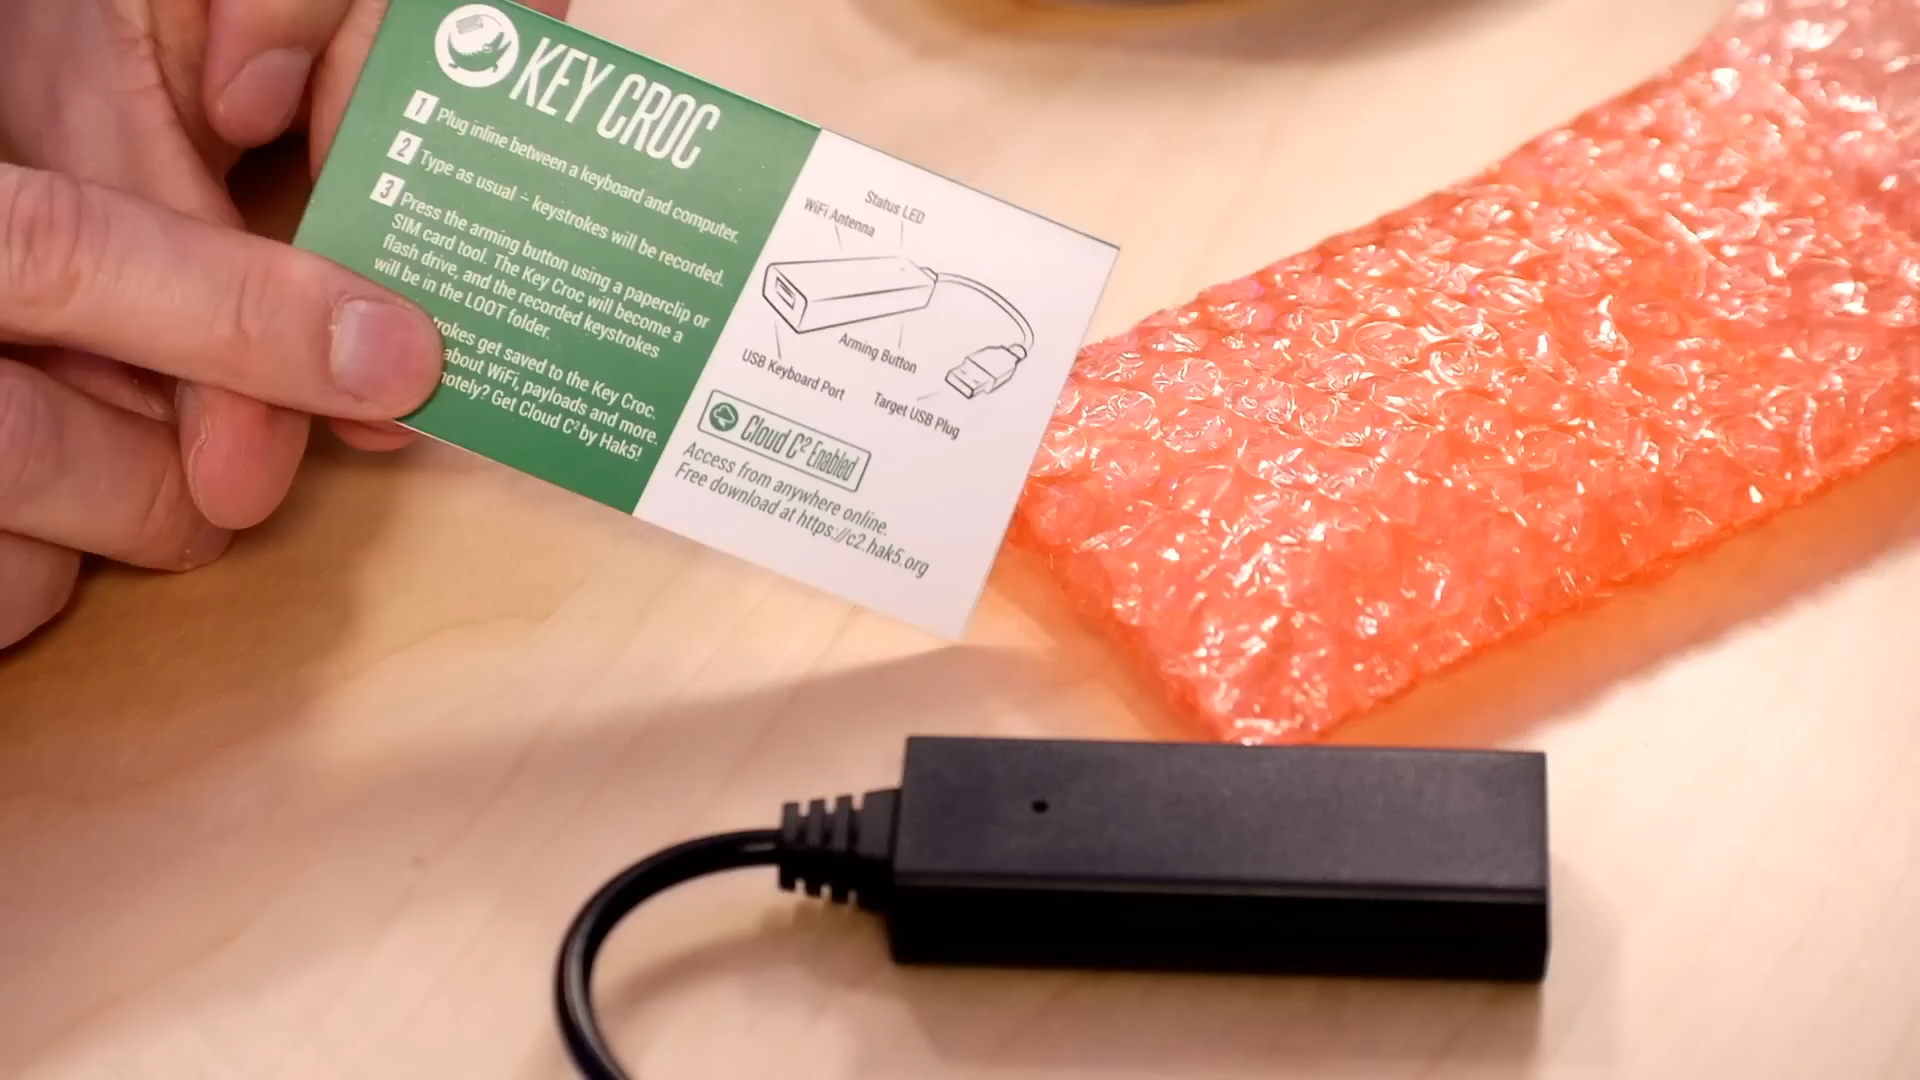 KEY CROC
1 Plug inline between a keyboard and computer.
2 Type as usual – keystrokes will be recorded.
3 Press the arming button using a paperclip or
SIM card tool. The Key Croc will become a
flash drive, and the recorded keystrokes
will be in the LOOT folder.
get saved to the Key Croc.
about WiFi, payloads and more.
Get Cloud C² by Hak5!
Status LED
WiFi Antenna
Arming Button
USB Keyboard Port
Target USB Plug
Cloud C² Enabled
Access from anywhere online.
Free download at https://c2.hak5.org